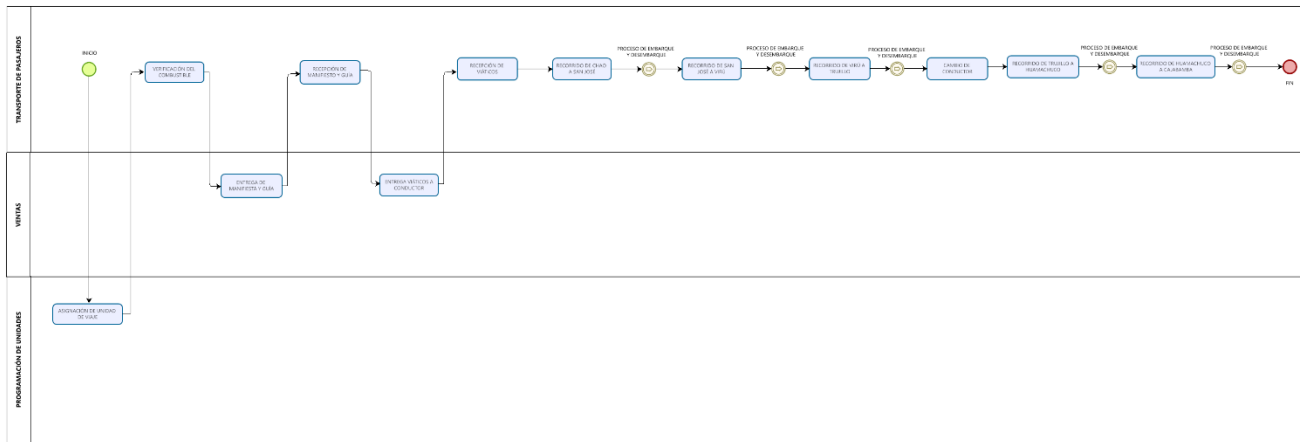 TRANSPORTE DE PASAJEROS
INICIO
VERIFICACIÓN DEL
COMBUSTIBLE
RECEPCIÓN DE
MANIFIESTO Y GUIA
RECEPCIÓN DE
VIÁTICOS
RECORRIDO DE CHAO
A SAN JOSÉ
PROCESO DE EMBARQUE
Y DESEMBARQUE
RECORRIDO DE SAN
JOSÉ A VIRÚ
PROCESO DE EMBARQUE
Y DESEMBARQUE
RECORRIDO DE VIRÚ A
TRUJILLO
PROCESO DE EMBARQUE
Y DESEMBARQUE
CAMBIO DE
CONDUCTOR
RECORRIDO DE TRUJILLO A
HUAMACHUCO
PROCESO DE EMBARQUE
Y DESEMBARQUE
RECORRIDO DE HUAMACHUCO
A CAJABAMBA
PROCESO DE EMBARQUE
Y DESEMBARQUE
FIN
VENTAS
ENTREGA DE
MANIFIESTA Y GUIA
ENTREGA VIÁTICOS A
CONDUCTOR
PROGRAMACIÓN DE UNIDADES
ASIGNACIÓN DE UNIDAD
DE VIAJE